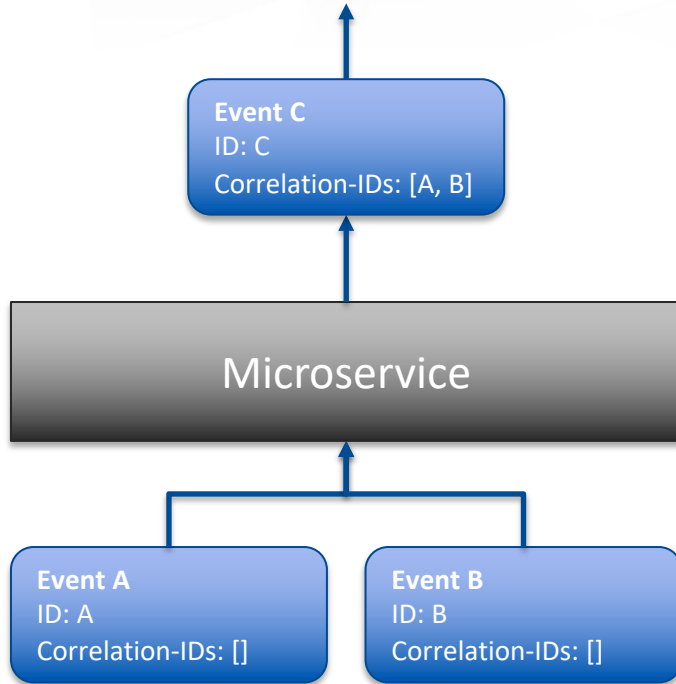 Event C
ID: C
Correlation-IDs: [A, B]
Microservice
Event A
ID: A
Correlation-IDs: []
Event B
ID: B
Correlation-IDs: []